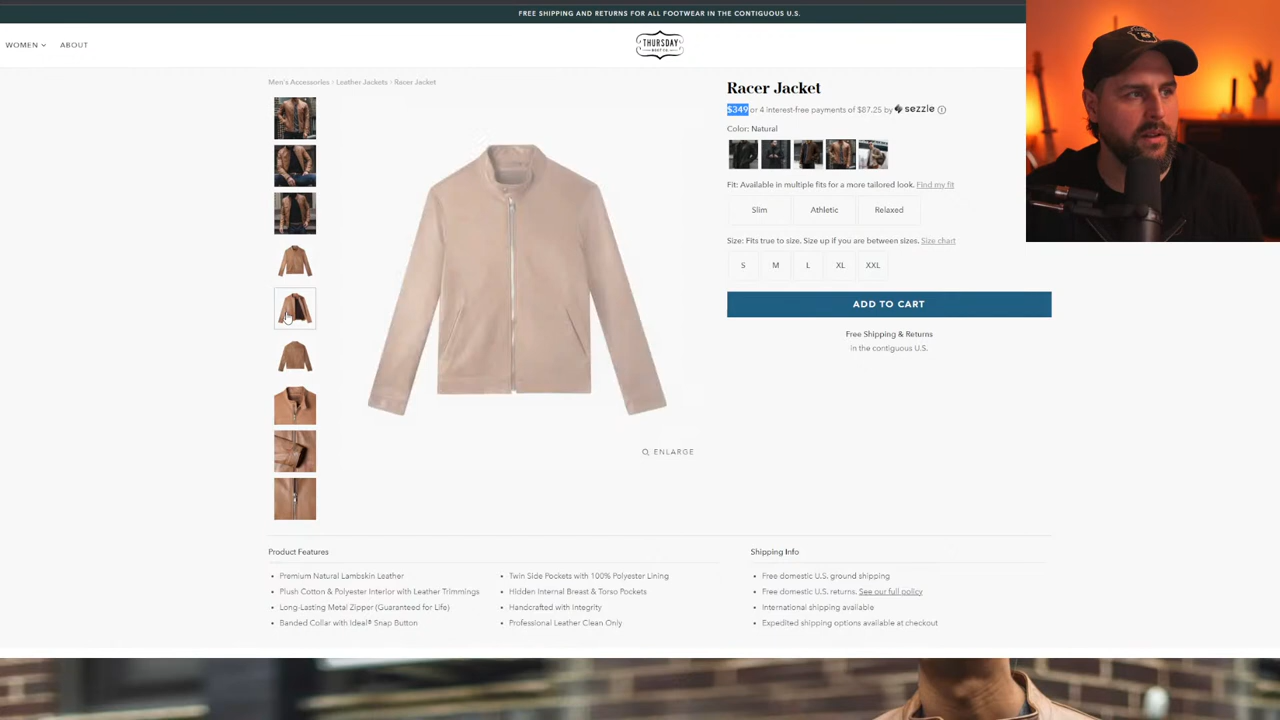 FREE SHIPPING AND RETURNS FOR ALL FOOTWEAR IN THE CONTIGUOUS U.S.
WOMEN
ABOUT
THURSDAY
BOOT CO.
Men's Accessories › Leather Jackets › Racer Jacket
Racer Jacket
$349 or 4 interest-free payments of $87.25 by sezzle
Color: Natural
Fit: Available in multiple fits for a more tailored look. Find my fit
Slim Athletic Relaxed
Size: Fits true to size. Size up if you are between sizes. Size chart
S M L XL XXL
ADD TO CART
Free Shipping & Returns
in the contiguous U.S.
ENLARGE
Product Features
• Premium Natural Lambskin Leather
• Plush Cotton & Polyester Interior with Leather Trimmings
• Long-Lasting Metal Zipper (Guaranteed for Life)
• Banded Collar with Ideal® Snap Button
• Twin Side Pockets with 100% Polyester Lining
• Hidden Internal Breast & Torso Pockets
• Handcrafted with Integrity
• Professional Leather Clean Only
Shipping Info
• Free domestic U.S. ground shipping
• Free domestic U.S. returns. See our full policy
• International shipping available
• Expedited shipping options available at checkout